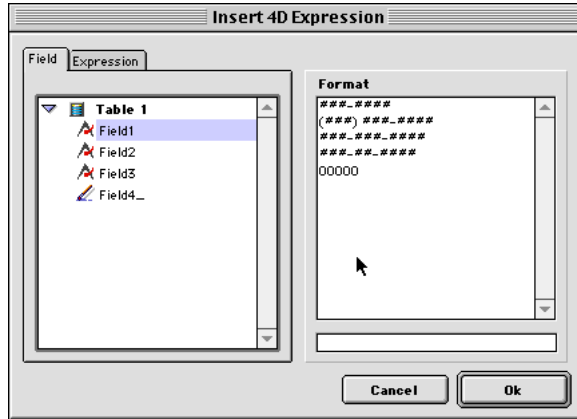 Insert 4D Expression
Field
Expression
Table 1
Field1
Field2
Field3
Field4_
Format
###-####
(###) ###-####
###-###-####
###-##-####
00000
Cancel
Ok